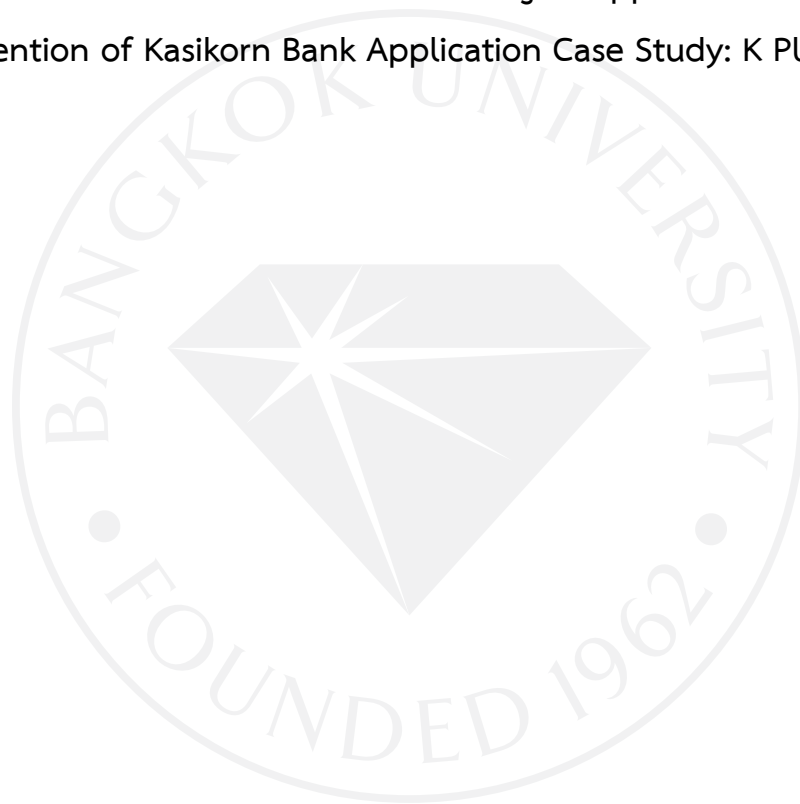 ention of Kasikorn Bank Application Case Study: K Pl
BANGKOK UNIVERSITY
FOUNDED 1962